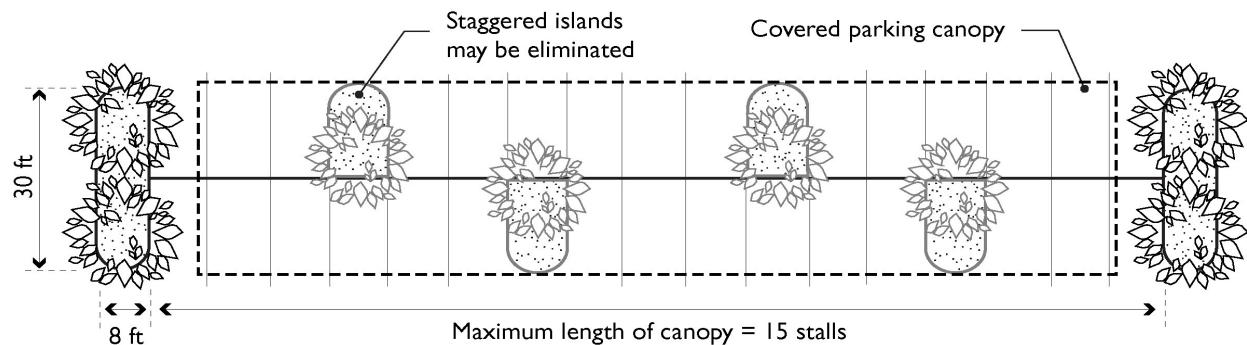 Staggered islands
may be eliminated
Covered parking canopy
30 ft
8 ft
Maximum length of canopy = 15 stalls